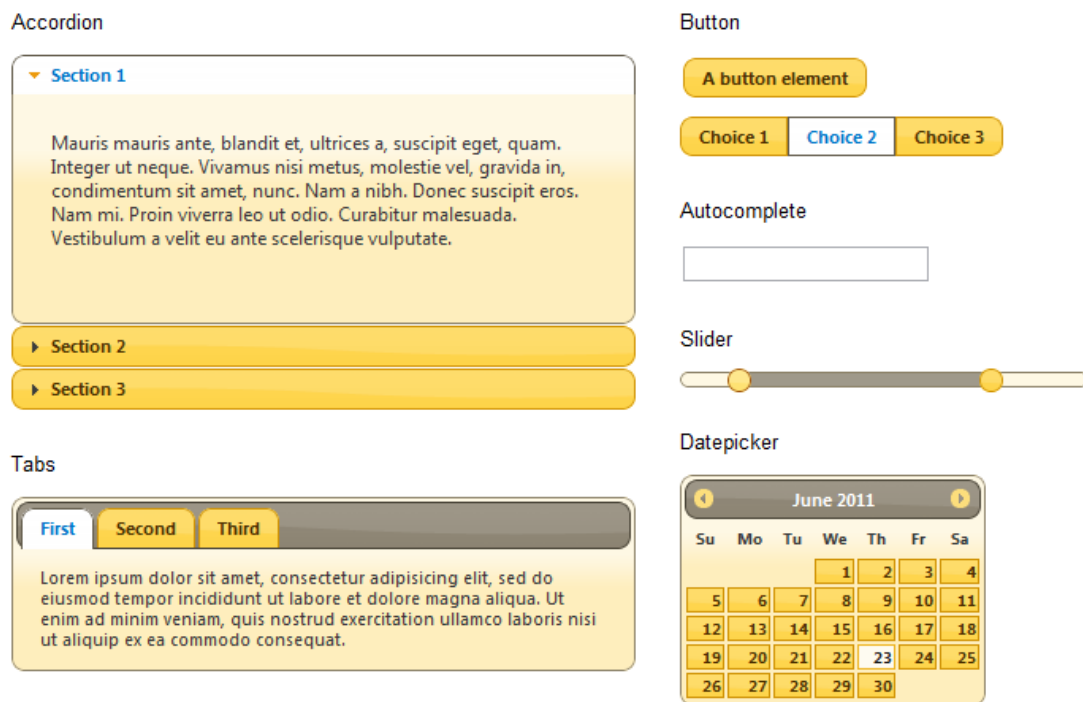 Accordion
Section 1
Mauris mauris ante, blandit et, ultrices a, suscipit eget, quam.
Integer ut neque. Vivamus nisi metus, molestie vel, gravida in,
condimentum sit amet, nunc. Nam a nibh. Donec suscipit eros.
Nam mi. Proin viverra leo ut odio. Curabitur malesuada.
Vestibulum a velit eu ante scelerisque vulputate.
Section 2
Section 3
Tabs
First Second Third
Lorem ipsum dolor sit amet, consectetur adipisicing elit, sed do
eiusmod tempor incididunt ut labore et dolore magna aliqua. Ut
enim ad minim veniam, quis nostrud exercitation ullamco laboris nisi
ut aliquip ex ea commodo consequat.
Button
A button element
Choice 1 Choice 2 Choice 3
Autocomplete
Slider
Datepicker
June 2011
Su Mo Tu We Th Fr Sa
1 2 3 4
5 6 7 8 9 10 11
12 13 14 15 16 17 18
19 20 21 22 23 24 25
26 27 28 29 30